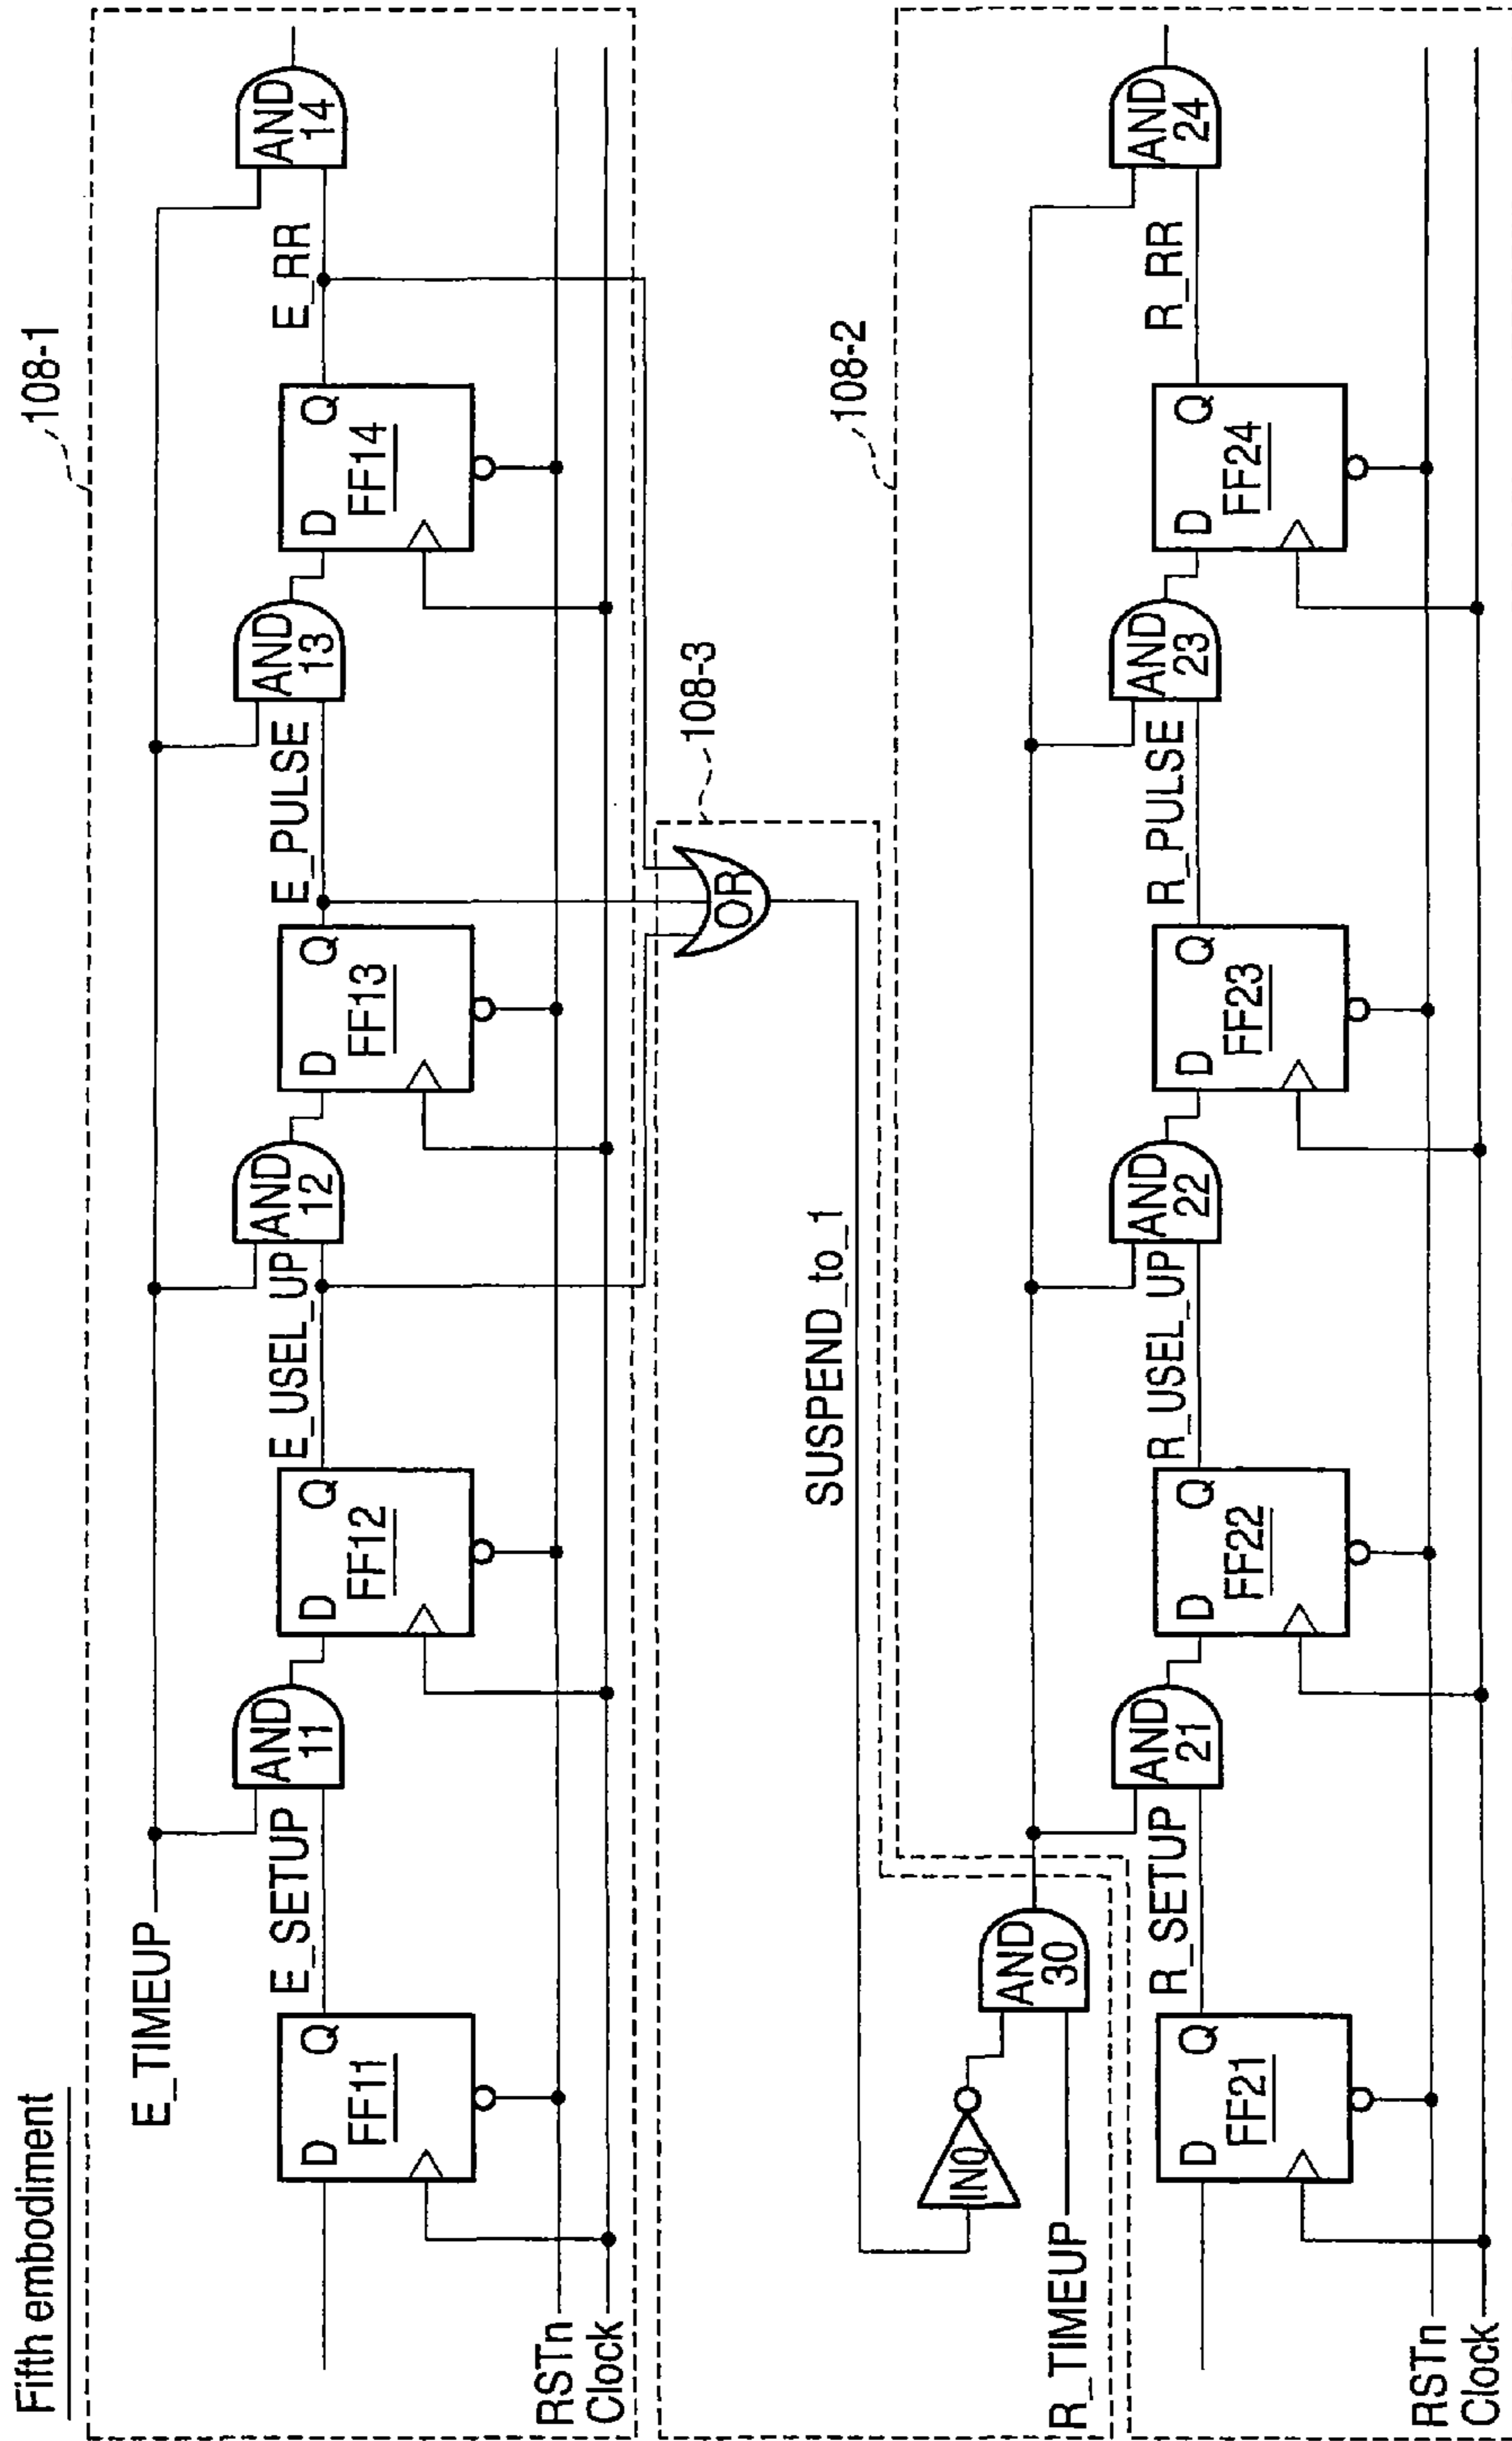 Fifth embodiment
108-1
E_TIMEUP
E_SETUP
E_USEL_UP
E_PULSE
E_RR
AND 11
AND 12
AND 13
AND 14
D Q
FF11
D Q
FF12
D Q
FF13
D Q
FF14
RSTn
Clock
108-3
OR
SUSPEND_to_1
IN0
AND 30
R_TIMEUP
108-2
R_SETUP
R_USEL_UP
R_PULSE
R_RR
AND 21
AND 22
AND 23
AND 24
D Q
FF21
D Q
FF22
D Q
FF23
D Q
FF24
RSTn
Clock